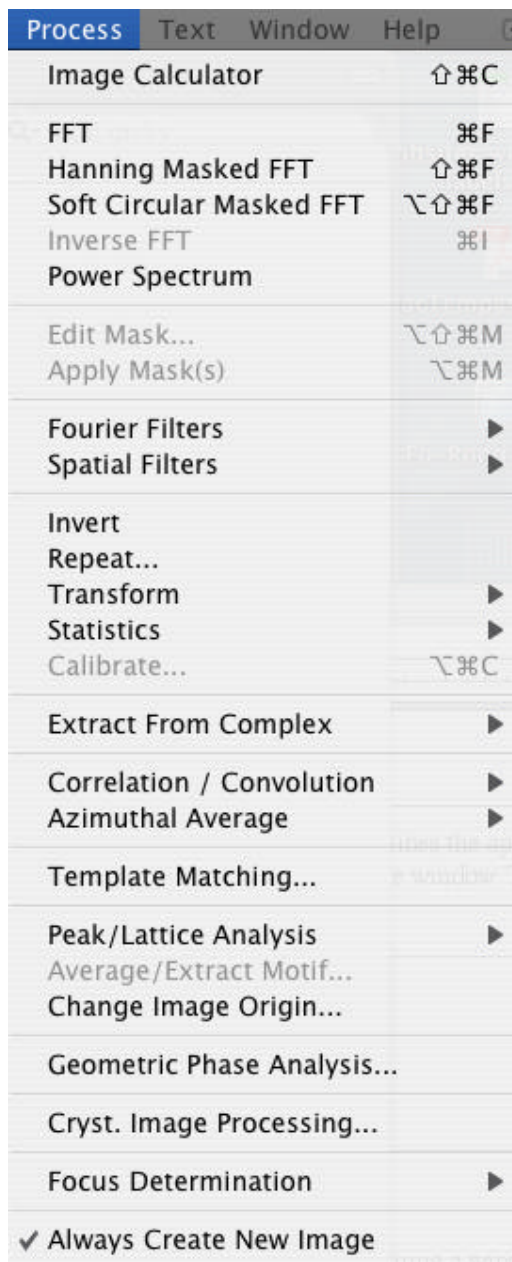 Process Text Window Help
Image Calculator ⇧⌘C
FFT ⌘F
Hanning Masked FFT ⇧⌘F
Soft Circular Masked FFT ⌥⇧⌘F
Inverse FFT ⌘I
Power Spectrum
Edit Mask... ⌥⇧⌘M
Apply Mask(s) ⌥⌘M
Fourier Filters ▶
Spatial Filters ▶
Invert
Repeat...
Transform ▶
Statistics ▶
Calibrate... ⌥⌘C
Extract From Complex ▶
Correlation / Convolution ▶
Azimuthal Average ▶
Template Matching...
Peak/Lattice Analysis ▶
Average/Extract Motif...
Change Image Origin...
Geometric Phase Analysis...
Cryst. Image Processing...
Focus Determination ▶
✓ Always Create New Image